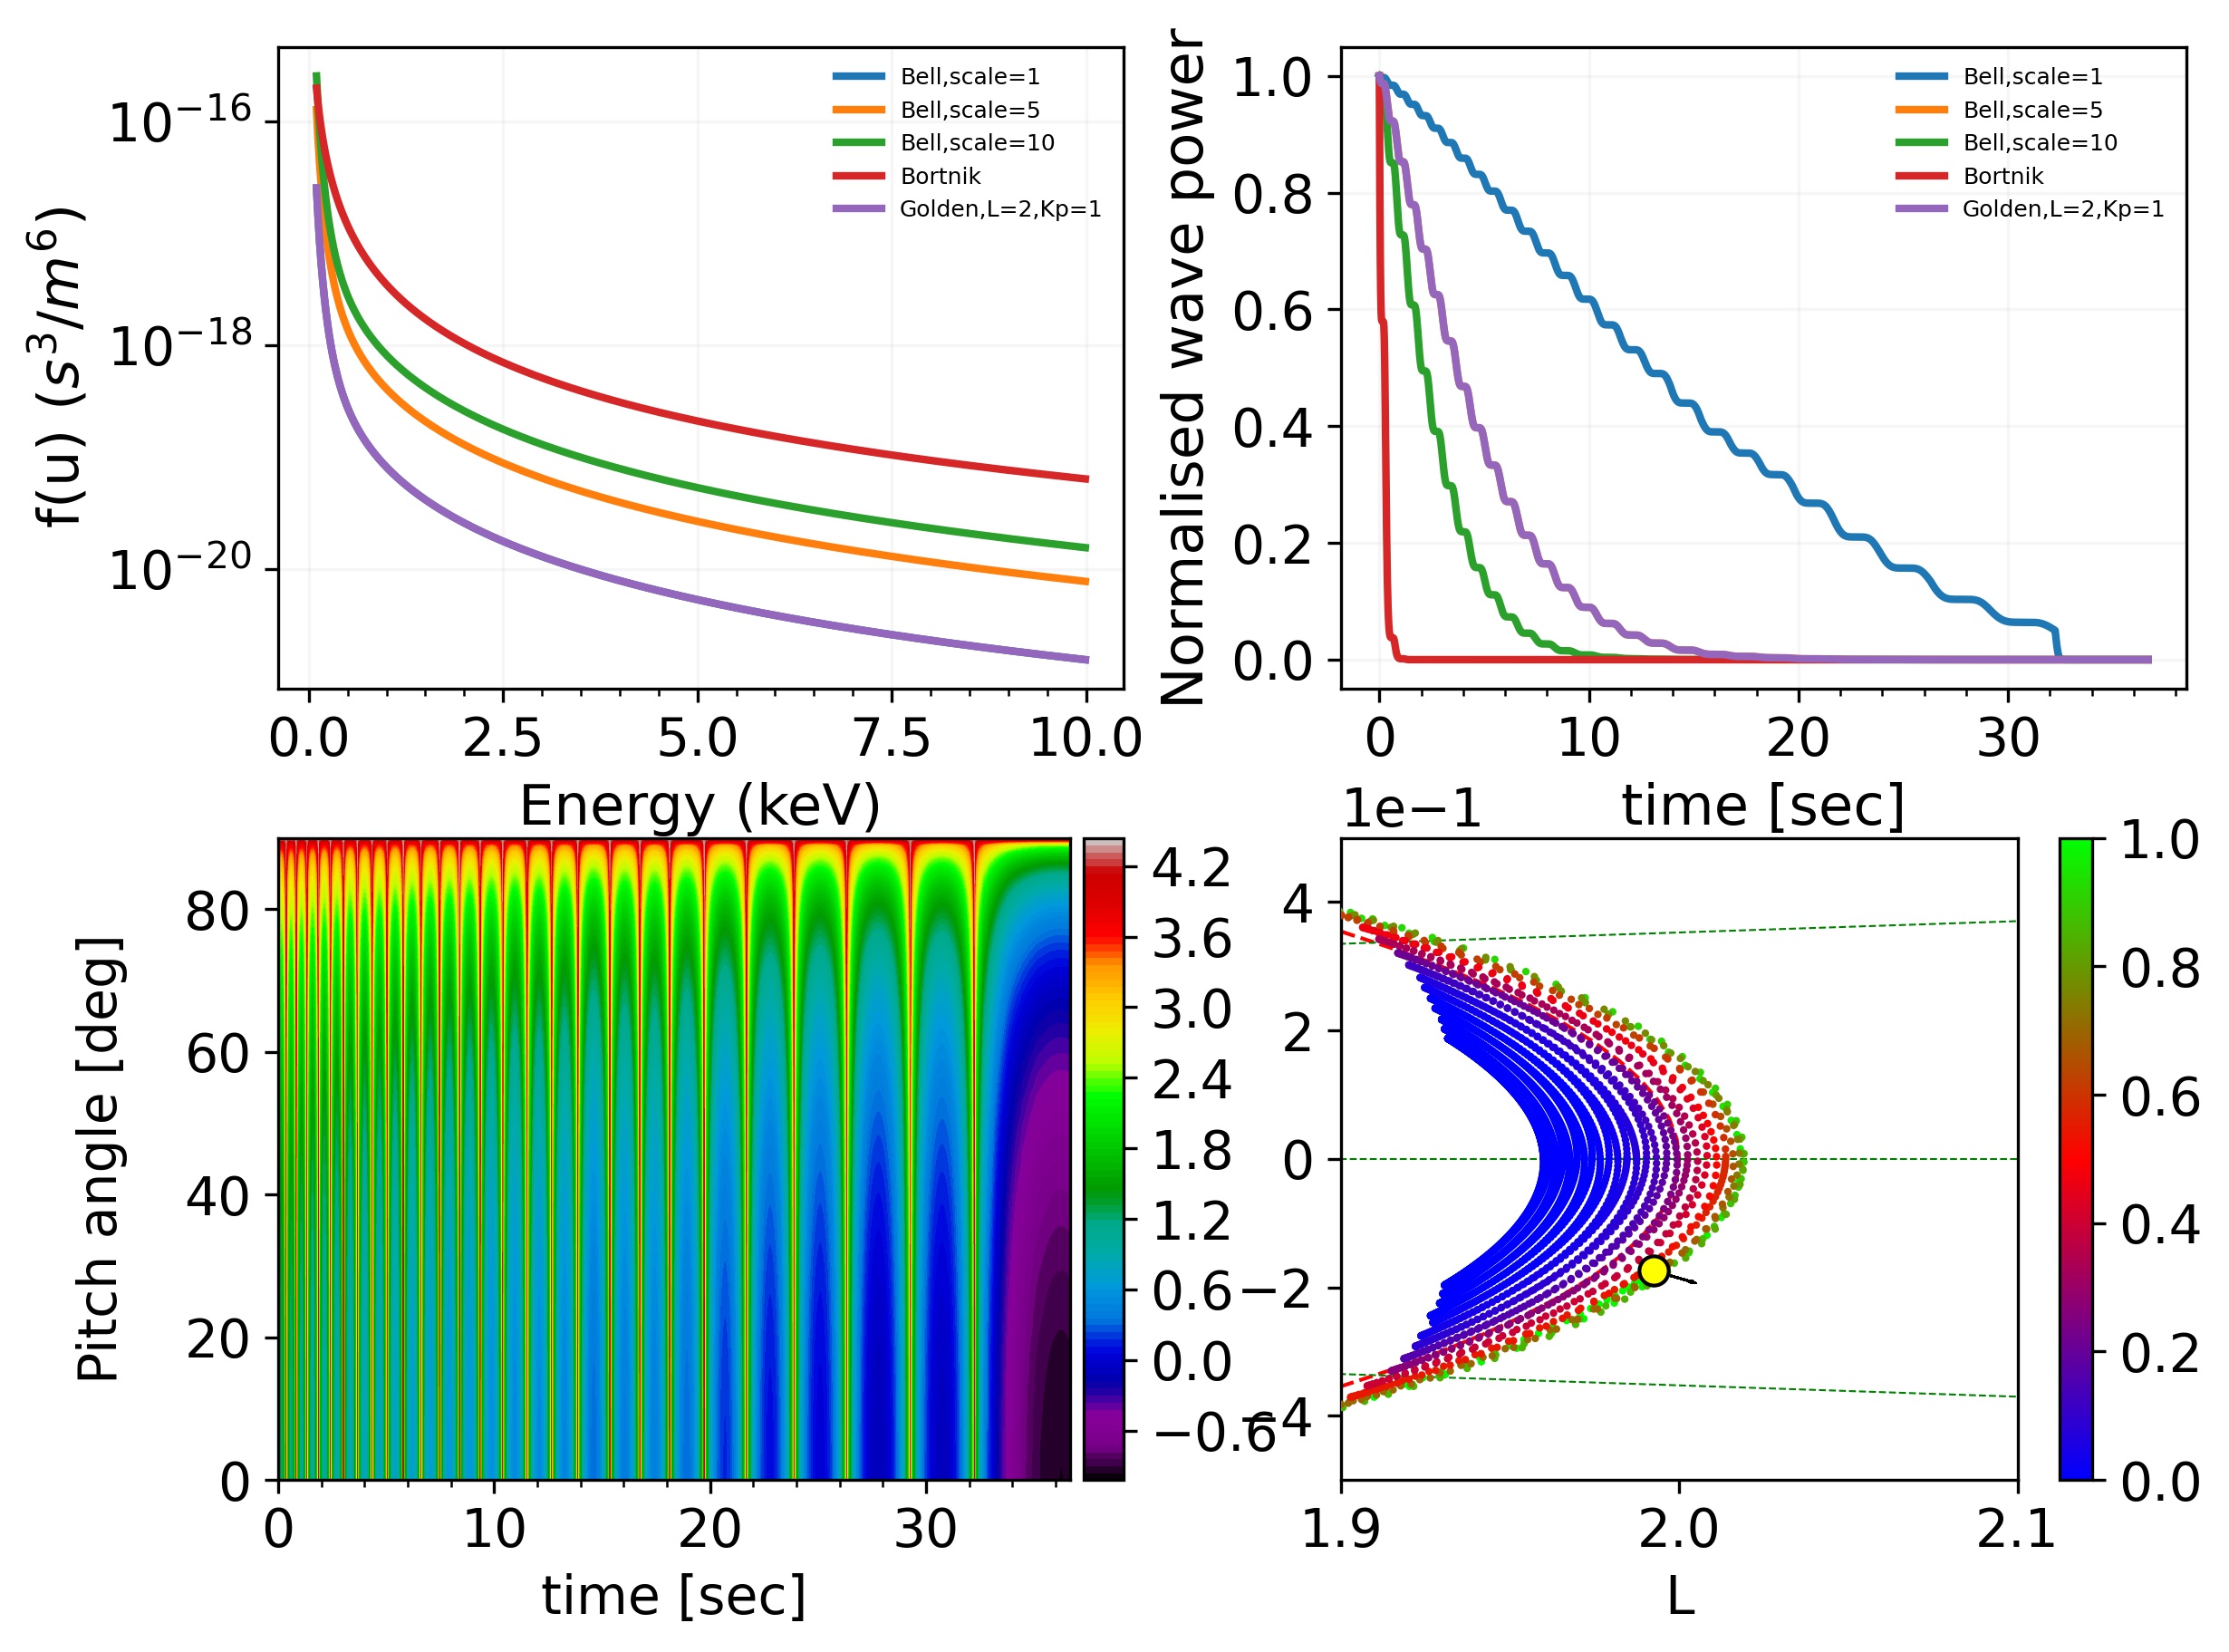 f(u) (s³/m⁶)
10⁻¹⁶
10⁻¹⁸
10⁻²⁰
Bell,scale=1
Bell,scale=5
Bell,scale=10
Bortnik
Golden,L=2,Kp=1
0.0 2.5 5.0 7.5 10.0
Energy (keV)
Normalised wave power
1.0
0.8
0.6
0.4
0.2
0.0
Bell,scale=1
Bell,scale=5
Bell,scale=10
Bortnik
Golden,L=2,Kp=1
0 10 20 30
time [sec]
Pitch angle [deg]
80
60
40
20
0
0 10 20 30
time [sec]
4.2
3.6
3.0
2.4
1.8
1.2
0.6
0.0
−0.6
1e−1
4
2
0
−2
−4
1.9 2.0 2.1
L
1.0
0.8
0.6
0.4
0.2
0.0